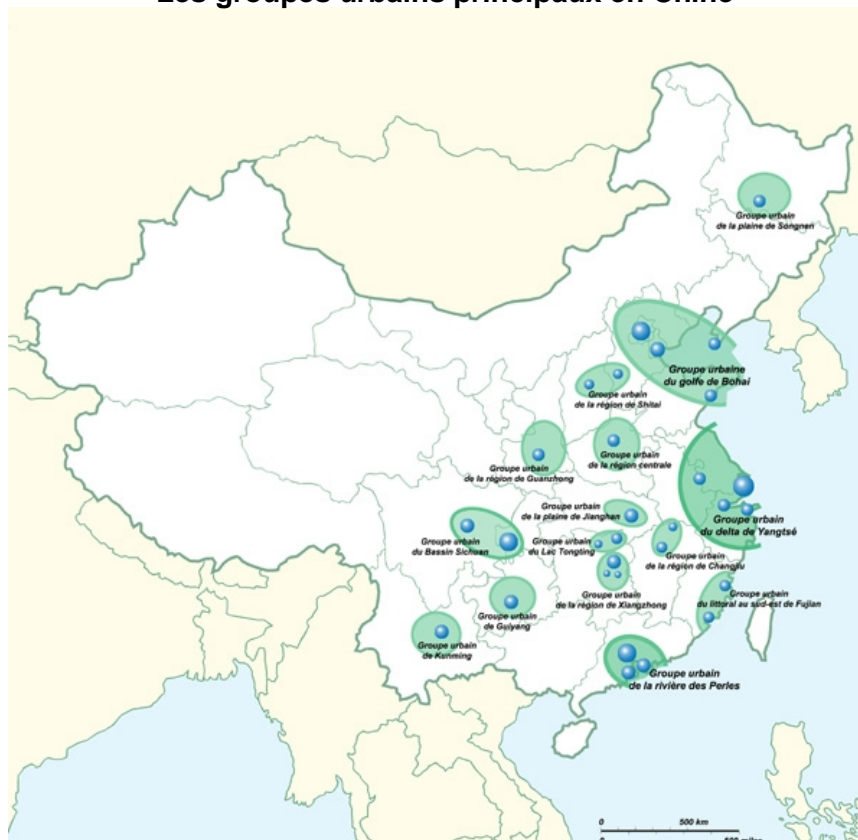 Les groupes urbains principaux en Chine
Groupe urbain
de la plaine de Songnen
Groupe urbaine
du golfe de Bohai
Groupe urbain
de la région de Shitai
Groupe urbain
de la région centrale
Groupe urbain
de la région de Guanzhong
Groupe urbain
de la plaine de Jianghan
Groupe urbain
du delta de Yangtsé
Groupe urbain
du Bassin Sichuan
Groupe urbain
du Lac Tongting
Groupe urbain
de la région de Changjiu
Groupe urbain
de la région de Xiangzhong
Groupe urbain
du littoral au sud-est de Fujian
Groupe urbain
de Guiyang
Groupe urbain
de Kunming
Groupe urbain
de la rivière des Perles
0 500 km
0 500 miles